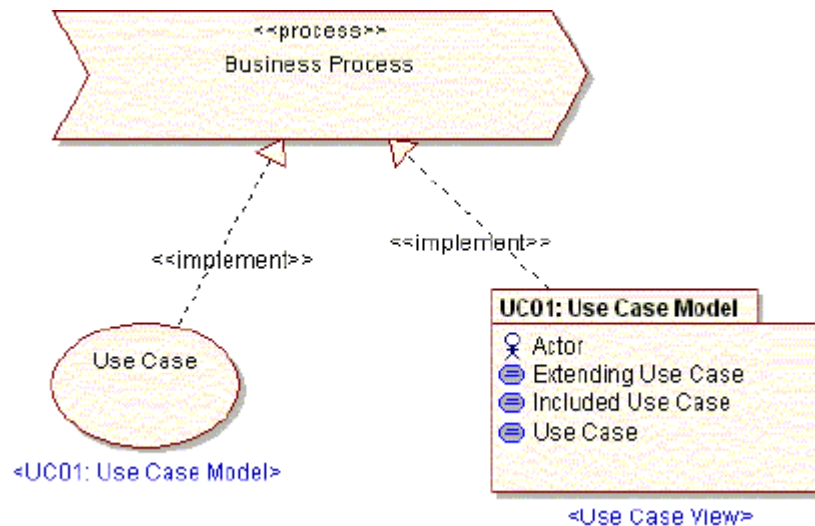 <<process>>
Business Process
<<implement>>
<<implement>>
Use Case
<UC01: Use Case Model>
UC01: Use Case Model
Actor
Extending Use Case
Included Use Case
Use Case
<Use Case View>